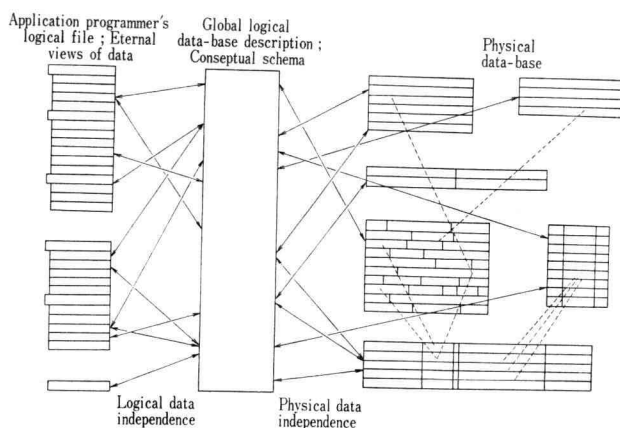 Application programmer's
logical file ; Eternal
views of data
Global logical
data-base description ;
Conseptual schema
Physical
data-base
Logical data
independence
Physical data
independence